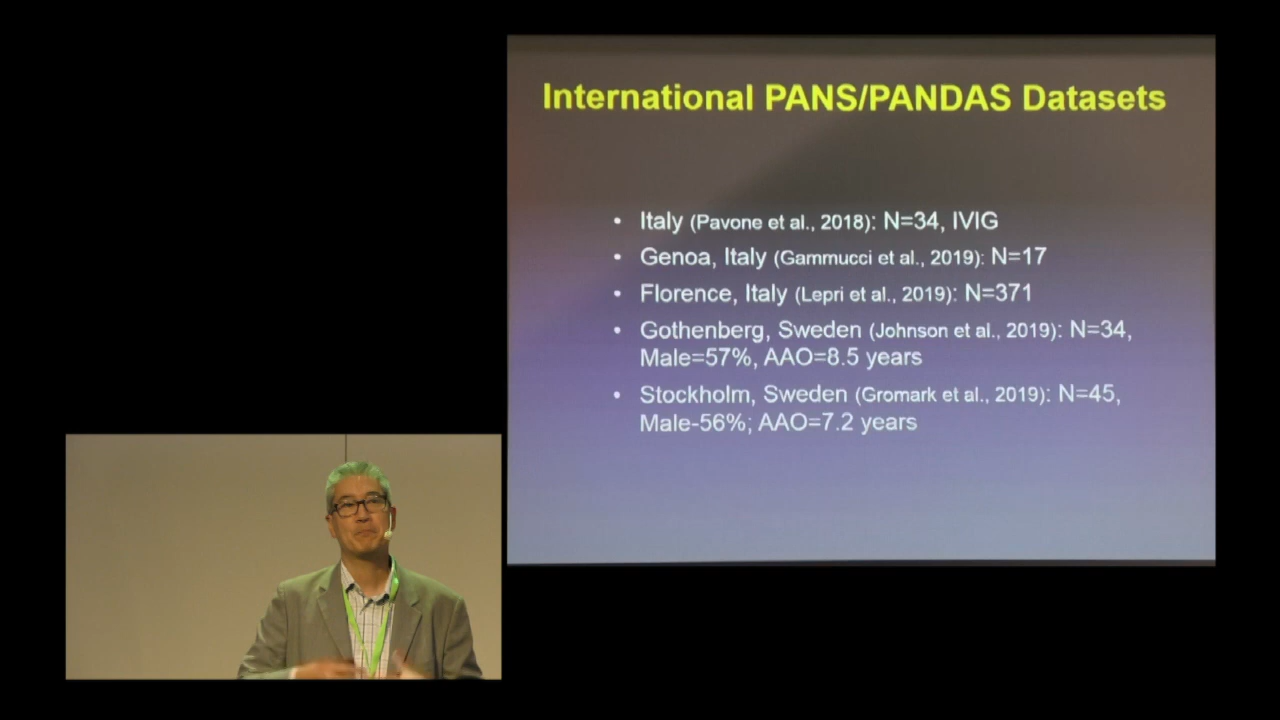 International PANS/PANDAS Datasets
• Italy (Pavone et al., 2018): N=34, IVIG
• Genoa, Italy (Gammucci et al., 2019): N=17
• Florence, Italy (Lepri et al., 2019): N=371
• Gothenberg, Sweden (Johnson et al., 2019): N=34,
Male=57%, AAO=8.5 years
• Stockholm, Sweden (Gromark et al., 2019): N=45,
Male-56%; AAO=7.2 years